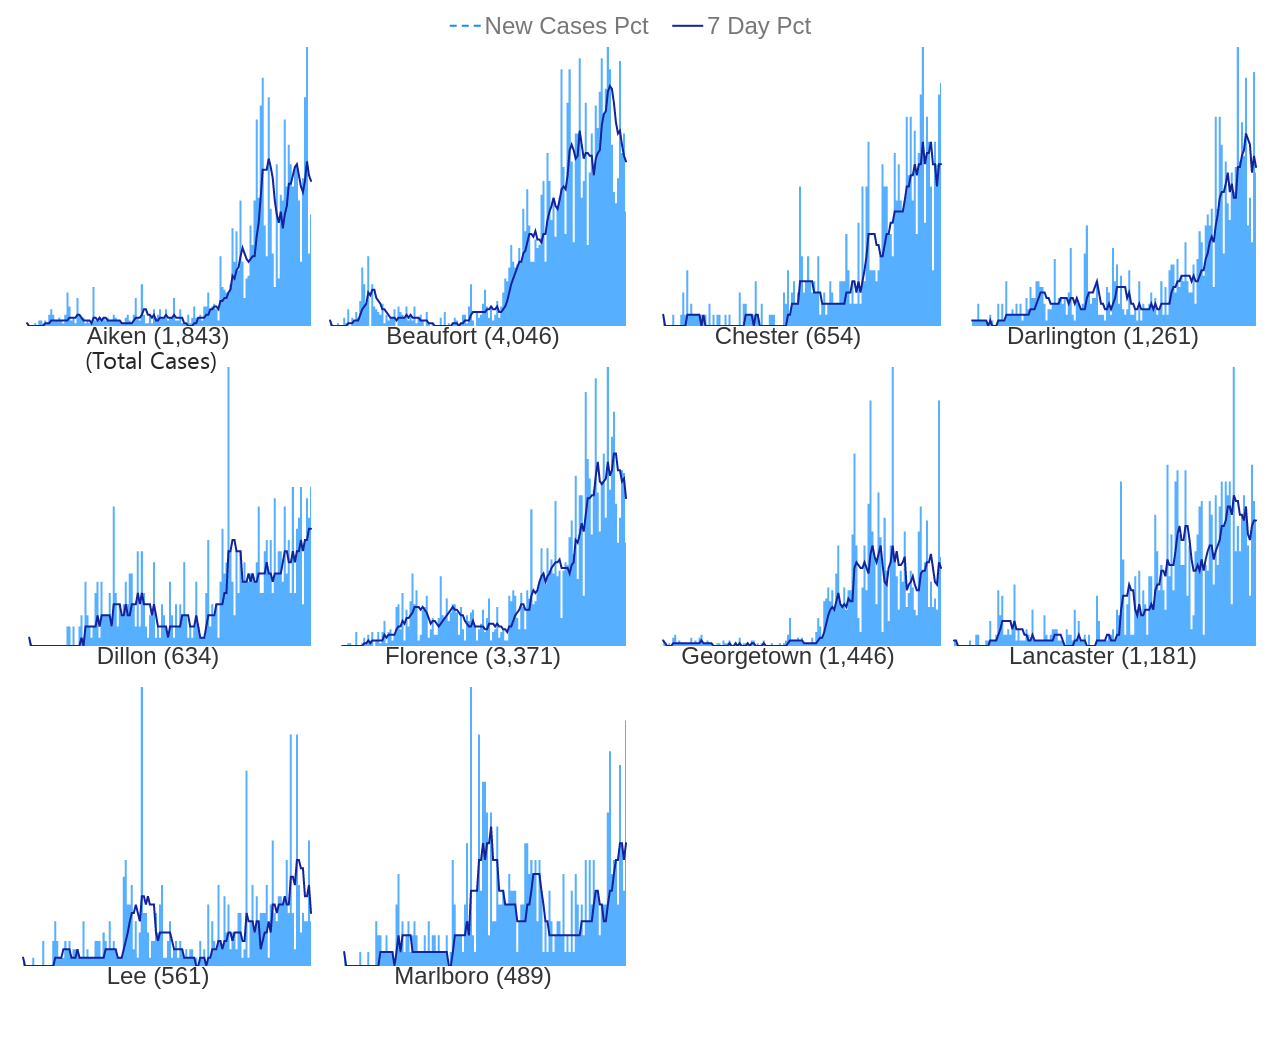 New Cases Pct 7 Day Pct
Aiken (1,843)
(Total Cases)
Beaufort (4,046)
Chester (654)
Darlington (1,261)
Dillon (634)
Florence (3,371)
Georgetown (1,446)
Lancaster (1,181)
Lee (561)
Marlboro (489)